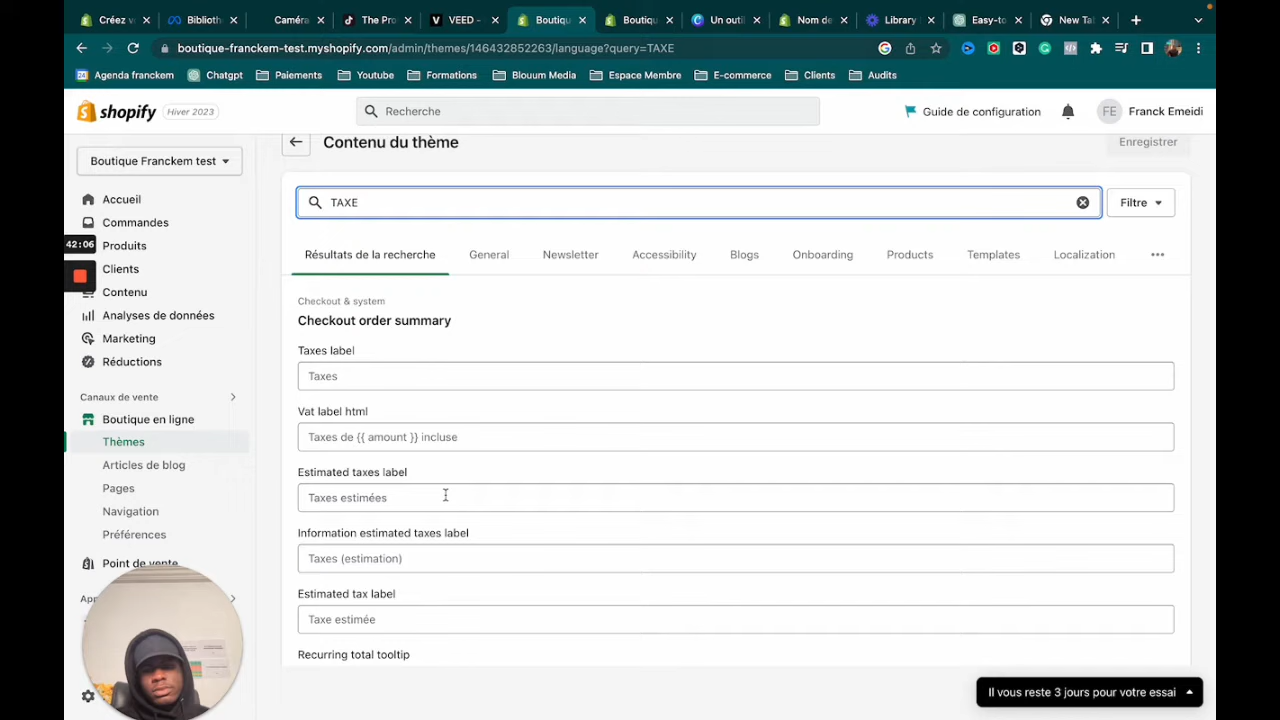 Créez v
Biblioth
Caméra
The Pro
VEED -
Boutiqu
Boutiqu
Un outil
Nom de
Library
Easy-to
New Tab
boutique-franckem-test.myshopify.com/admin/themes/146432852263/language?query=TAXE
Agenda franckem
Chatgpt
Paiements
Youtube
Formations
Blouum Media
Espace Membre
E-commerce
Clients
Audits
shopify
Hiver 2023
Recherche
Guide de configuration
FE
Franck Emeidi
Boutique Franckem test
Contenu du thème
Enregistrer
Accueil
Commandes
42:06
Produits
Clients
Contenu
Analyses de données
Marketing
Réductions
Canaux de vente
Boutique en ligne
Thèmes
Articles de blog
Pages
Navigation
Préférences
Point de vente
App
TAXE
Filtre
Résultats de la recherche
General
Newsletter
Accessibility
Blogs
Onboarding
Products
Templates
Localization
Checkout & system
Checkout order summary
Taxes label
Taxes
Vat label html
Taxes de {{ amount }} incluse
Estimated taxes label
Taxes estimées
Information estimated taxes label
Taxes (estimation)
Estimated tax label
Taxe estimée
Recurring total tooltip
Il vous reste 3 jours pour votre essai